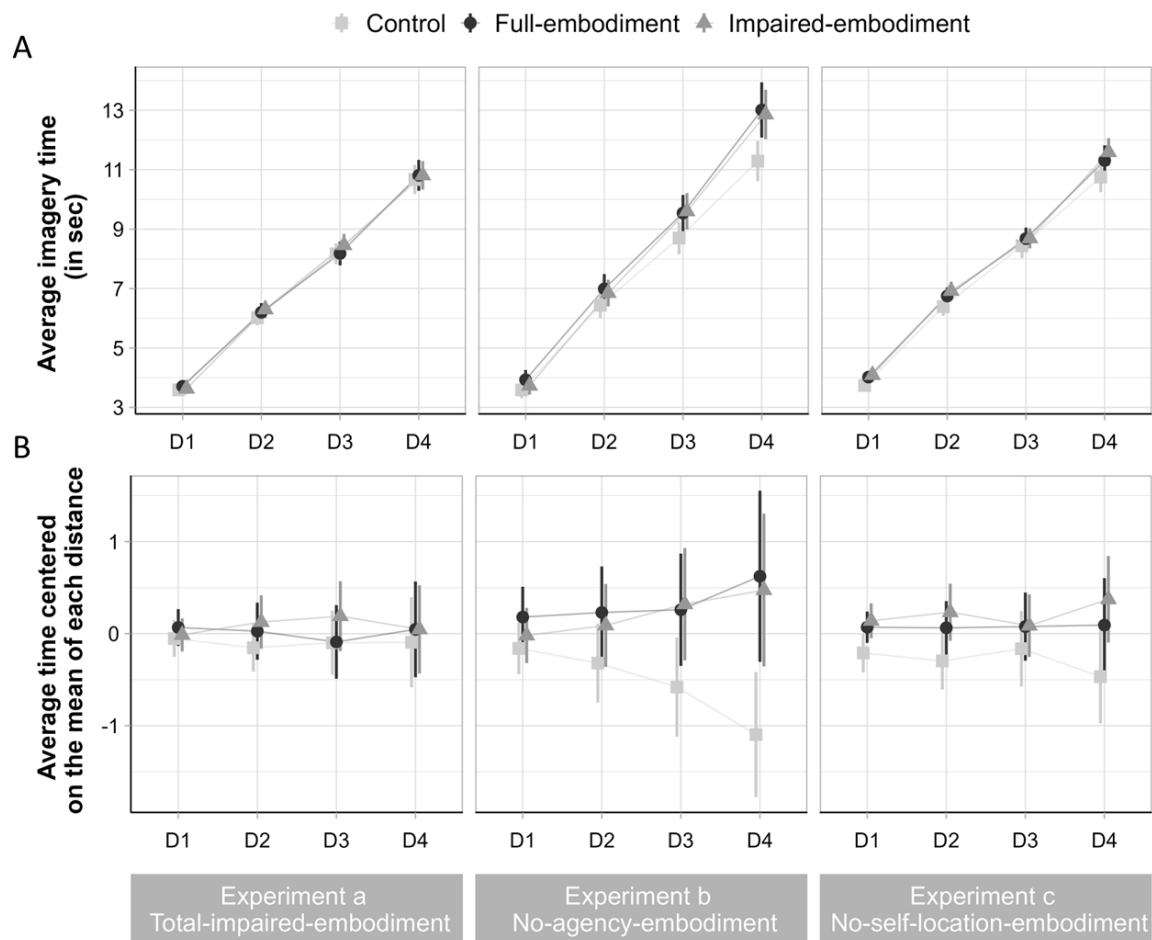 Control Full-embodiment Impaired-embodiment
A
Average imagery time
(in sec)
13
11
9
7
5
3
D1 D2 D3 D4 D1 D2 D3 D4 D1 D2 D3 D4
B
Average time centered
on the mean of each distance
1
0
-1
D1 D2 D3 D4 D1 D2 D3 D4 D1 D2 D3 D4
Experiment a
Total-impaired-embodiment
Experiment b
No-agency-embodiment
Experiment c
No-self-location-embodiment